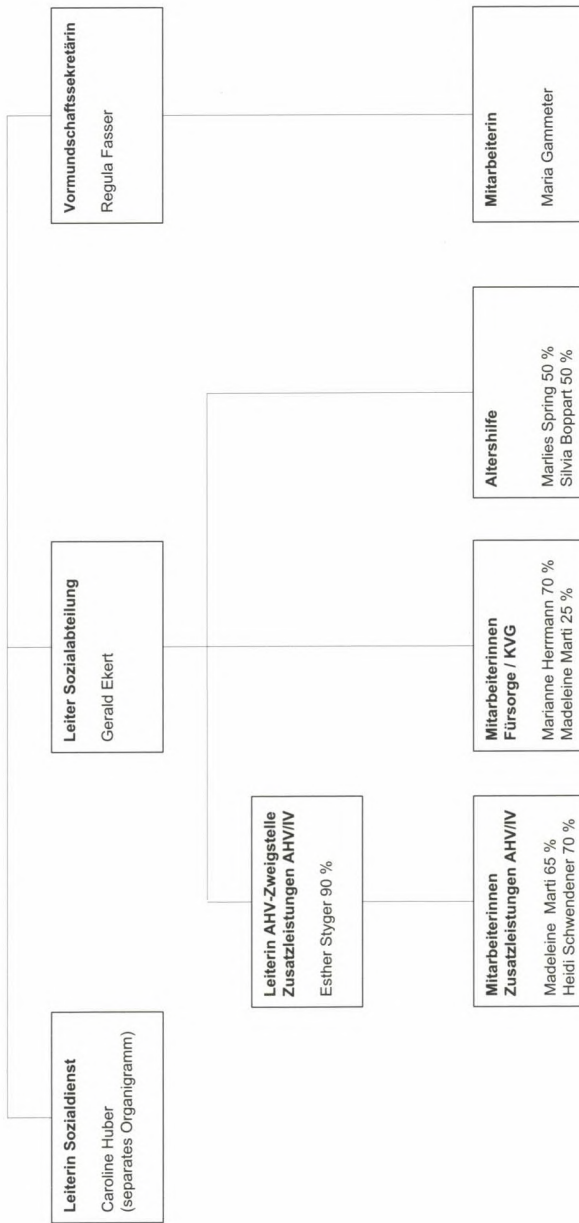 Leiterin Sozialdienst
Caroline Huber
(separates Organigramm)
Leiter Sozialabteilung
Gerald Ekert
Vormundschaftssekretärin
Regula Fasser
Leiterin AHV-Zweigstelle
Zusatzleistungen AHV/IV
Esther Styger 90 %
Mitarbeiterinnen
Zusatzleistungen AHV/IV
Madeleine Marti 65 %
Heidi Schwendener 70 %
Mitarbeiterinnen
Fürsorge / KVG
Marianne Herrmann 70 %
Madeleine Marti 25 %
Altershilfe
Marlies Spring 50 %
Silvia Boppart 50 %
Mitarbeiterin
Maria Gammeter